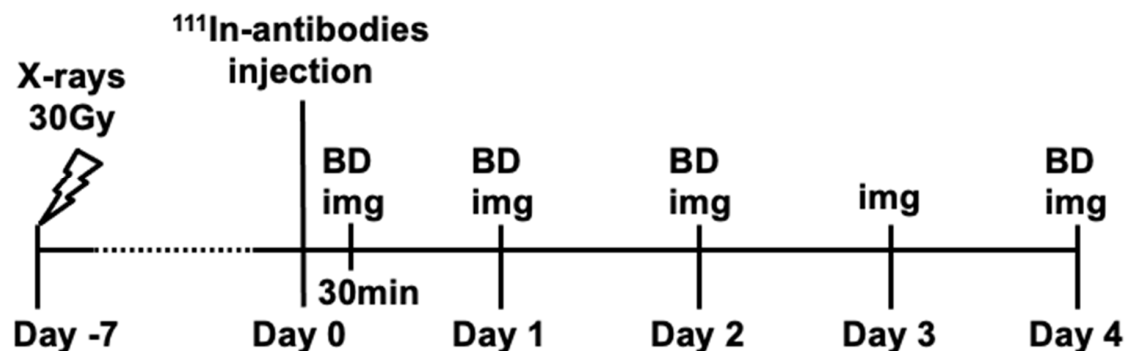 ¹¹¹In-antibodies
injection
X-rays
30Gy
BD
img
BD
img
BD
img
img
BD
img
30min
Day -7
Day 0
Day 1
Day 2
Day 3
Day 4